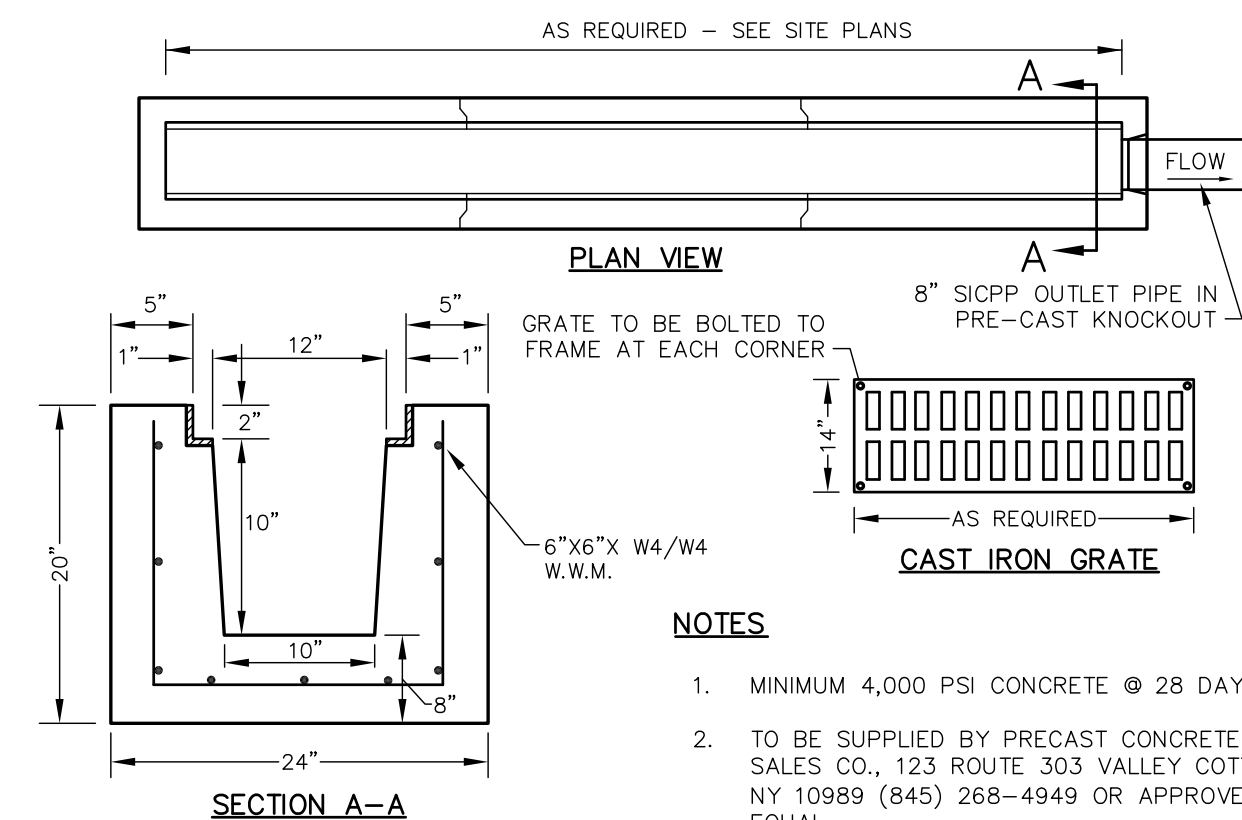 AS REQUIRED – SEE SITE PLANS
A
FLOW
PLAN VIEW
A
8" SICPP OUTLET PIPE IN
PRE–CAST KNOCKOUT
5"
5"
1"
12"
1"
2"
10"
20"
10"
8"
24"
6"X6"X W4/W4
W.W.M.
SECTION A–A
GRATE TO BE BOLTED TO
FRAME AT EACH CORNER
14"
AS REQUIRED
CAST IRON GRATE
NOTES
1. MINIMUM 4,000 PSI CONCRETE @ 28 DAY
2. TO BE SUPPLIED BY PRECAST CONCRETE
SALES CO., 123 ROUTE 303 VALLEY COT
NY 10989 (845) 268–4949 OR APPROVE
EQUAL